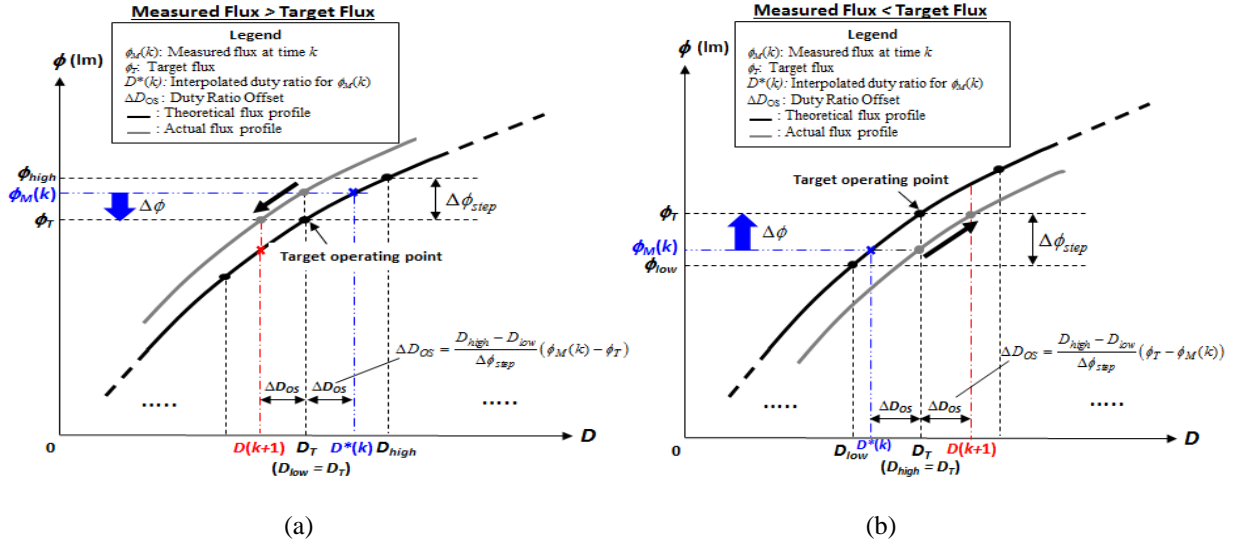 Measured Flux > Target Flux
Legend
ϕM(k): Measured flux at time k
ϕT: Target flux
D*(k): Interpolated duty ratio for ϕM(k)
ΔDOS : Duty Ratio Offset
: Theoretical flux profile
: Actual flux profile
ϕ (lm)
ϕhigh
ϕM(k)
Δϕ
Δϕstep
ϕT
Target operating point
ΔDOS = (Dhigh − Dlow)/Δϕstep (ϕM(k) − ϕT)
ΔDOS ΔDOS
..... .....
0 D(k+1) DT D*(k) Dhigh D
(Dlow = DT)
(a)
Measured Flux < Target Flux
Legend
ϕM(k): Measured flux at time k
ϕT: Target flux
D*(k): Interpolated duty ratio for ϕM(k)
ΔDOS : Duty Ratio Offset
: Theoretical flux profile
: Actual flux profile
ϕ (lm)
Target operating point
ϕT
Δϕ
ϕM(k)
Δϕstep
ϕlow
ΔDOS = (Dhigh − Dlow)/Δϕstep (ϕT − ϕM(k))
ΔDOS ΔDOS
..... .....
0 Dlow D*(k) DT D(k+1) D
(Dhigh = DT)
(b)